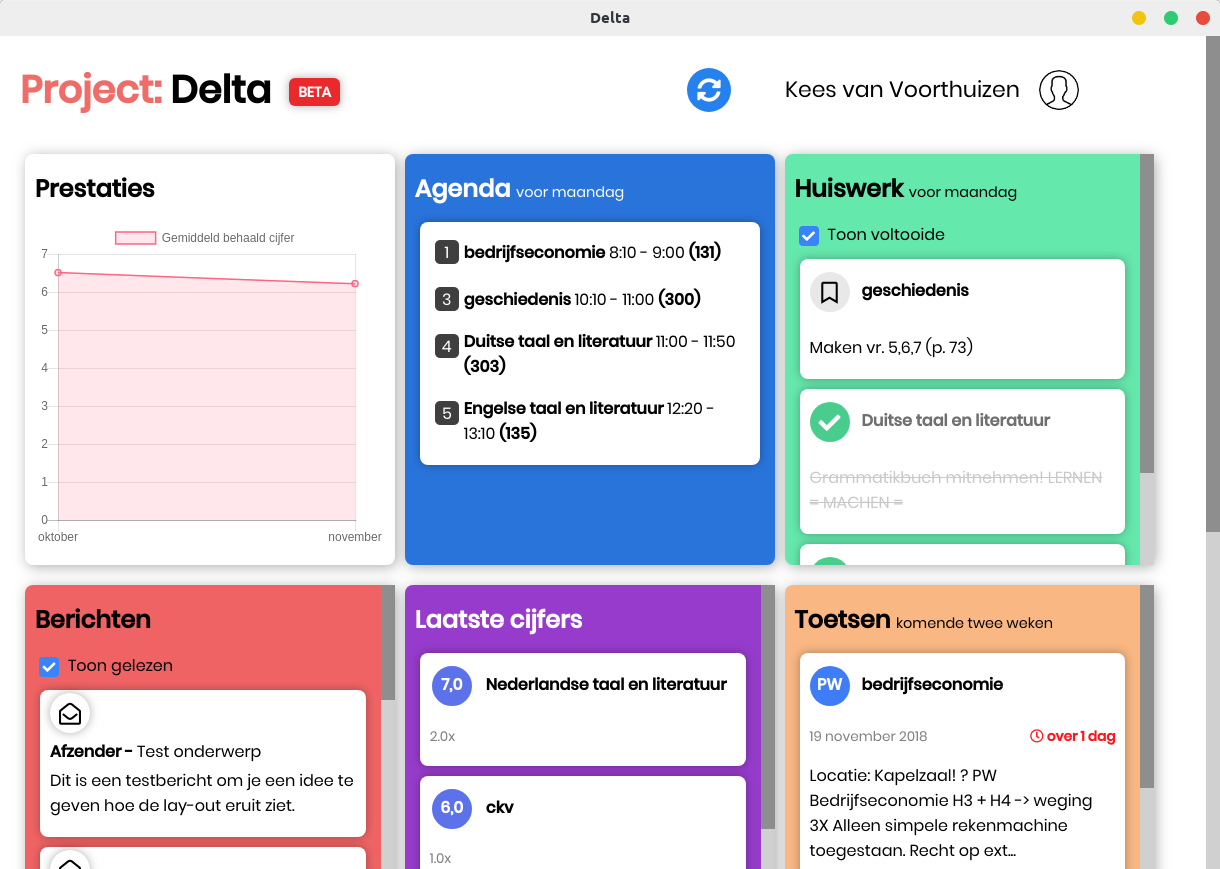 Delta
Project: Delta BETA
Kees van Voorthuizen
Prestaties
Gemiddeld behaald cijfer
7
6
5
4
3
2
1
0
oktober november
Agenda voor maandag
1 bedrijfseconomie 8:10 - 9:00 (131)
3 geschiedenis 10:10 - 11:00 (300)
4 Duitse taal en literatuur 11:00 - 11:50
(303)
5 Engelse taal en literatuur 12:20 -
13:10 (135)
Huiswerk voor maandag
Toon voltooide
geschiedenis
Maken vr. 5,6,7 (p. 73)
Duitse taal en literatuur
Grammatikbuch mitnehmen! LERNEN
= MACHEN =
Berichten
Toon gelezen
Afzender - Test onderwerp
Dit is een testbericht om je een idee te
geven hoe de lay-out eruit ziet.
Laatste cijfers
7,0 Nederlandse taal en literatuur
2.0x
6,0 ckv
1.0x
Toetsen komende twee weken
PW bedrijfseconomie
19 november 2018 over 1 dag
Locatie: Kapelzaal! ? PW
Bedrijfseconomie H3 + H4 -> weging
3X Alleen simpele rekenmachine
toegestaan. Recht op ext...